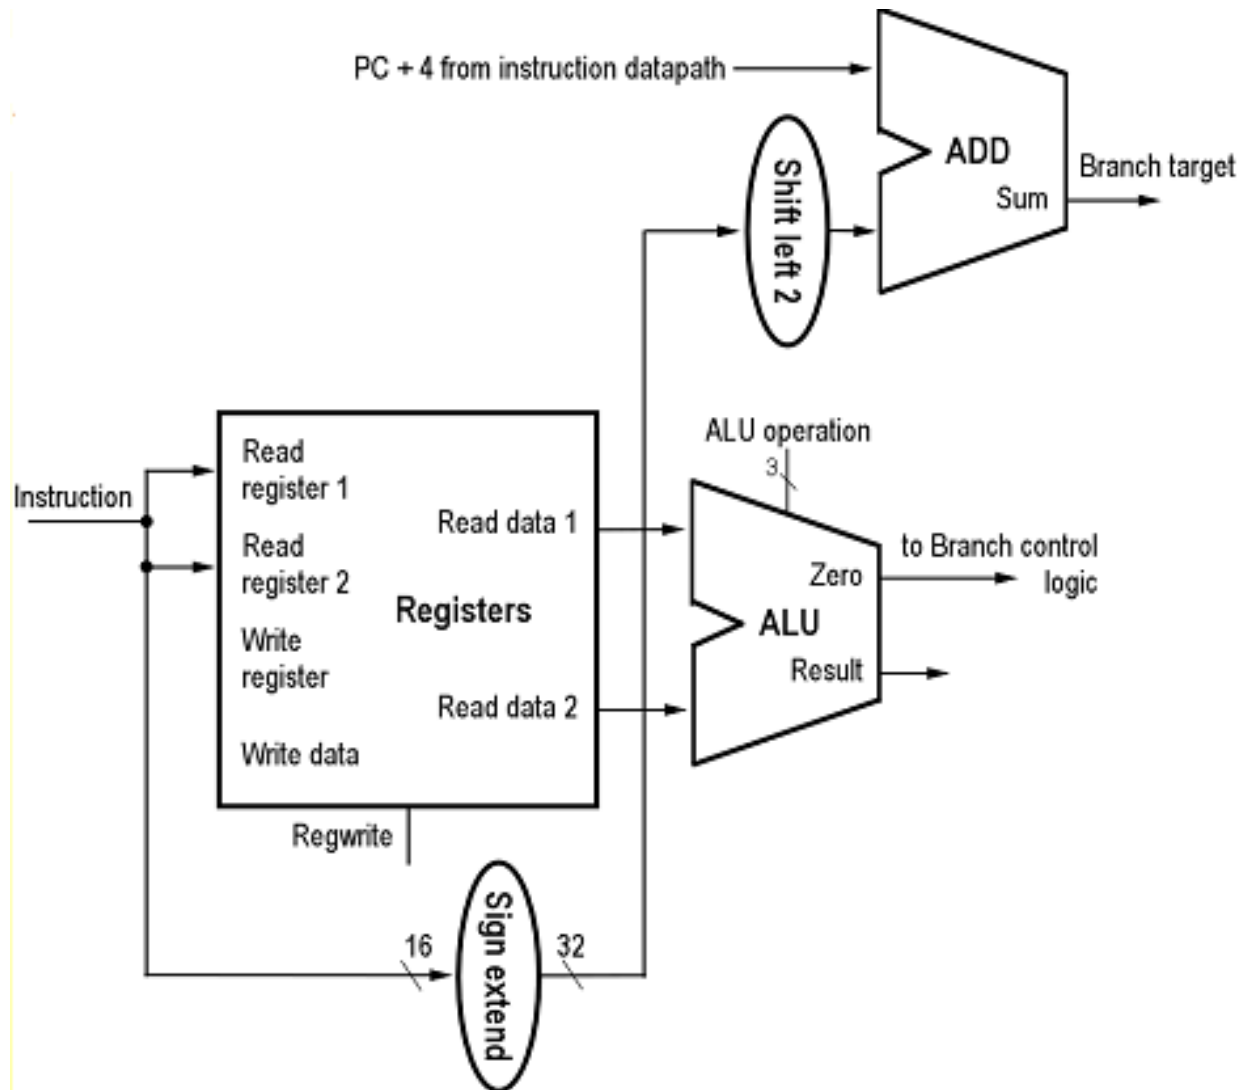 PC + 4 from instruction datapath
ADD
Sum
Branch target
Shift left 2
ALU operation
3
Instruction
Read
register 1
Read
register 2
Write
register
Write data
Read data 1
Registers
Read data 2
Zero
ALU
Result
to Branch control
logic
Regwrite
16
Sign extend
32